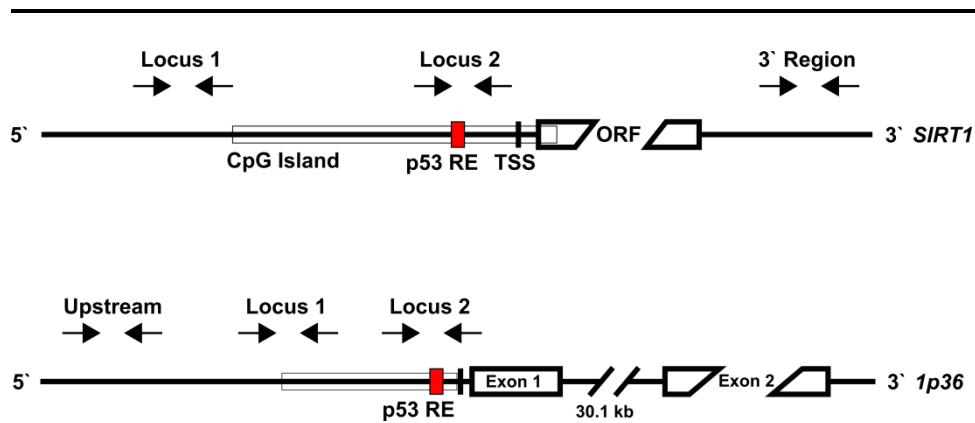 Locus 1 Locus 2 3` Region
5` ORF 3` SIRT1
CpG Island p53 RE TSS
Upstream Locus 1 Locus 2
5` Exon 1 Exon 2 3` 1p36
p53 RE 30.1 kb